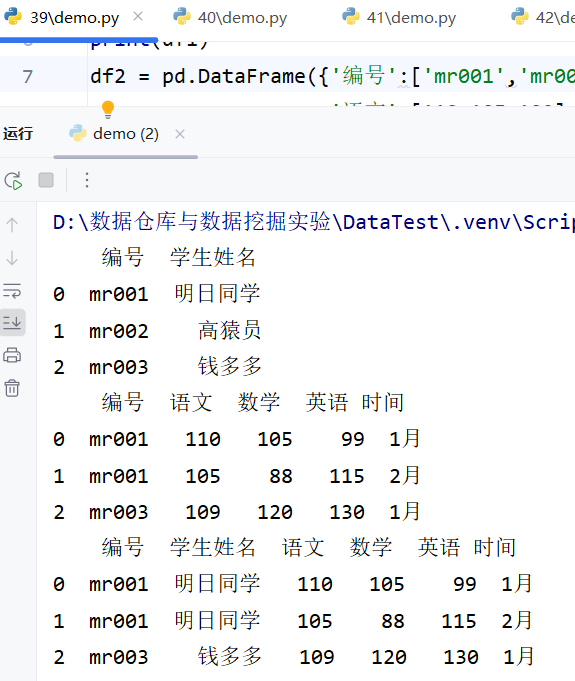 39\demo.py 40\demo.py 41\demo.py 42\de
print(df1)
7 df2 = pd.DataFrame({'编号':['mr001','mr00
运行 demo (2)
D:\数据仓库与数据挖掘实验\DataTest\.venv\Scrip
编号 学生姓名
0 mr001 明日同学
1 mr002 高猿员
2 mr003 钱多多
编号 语文 数学 英语 时间
0 mr001 110 105 99 1月
1 mr001 105 88 115 2月
2 mr003 109 120 130 1月
编号 学生姓名 语文 数学 英语 时间
0 mr001 明日同学 110 105 99 1月
1 mr001 明日同学 105 88 115 2月
2 mr003 钱多多 109 120 130 1月